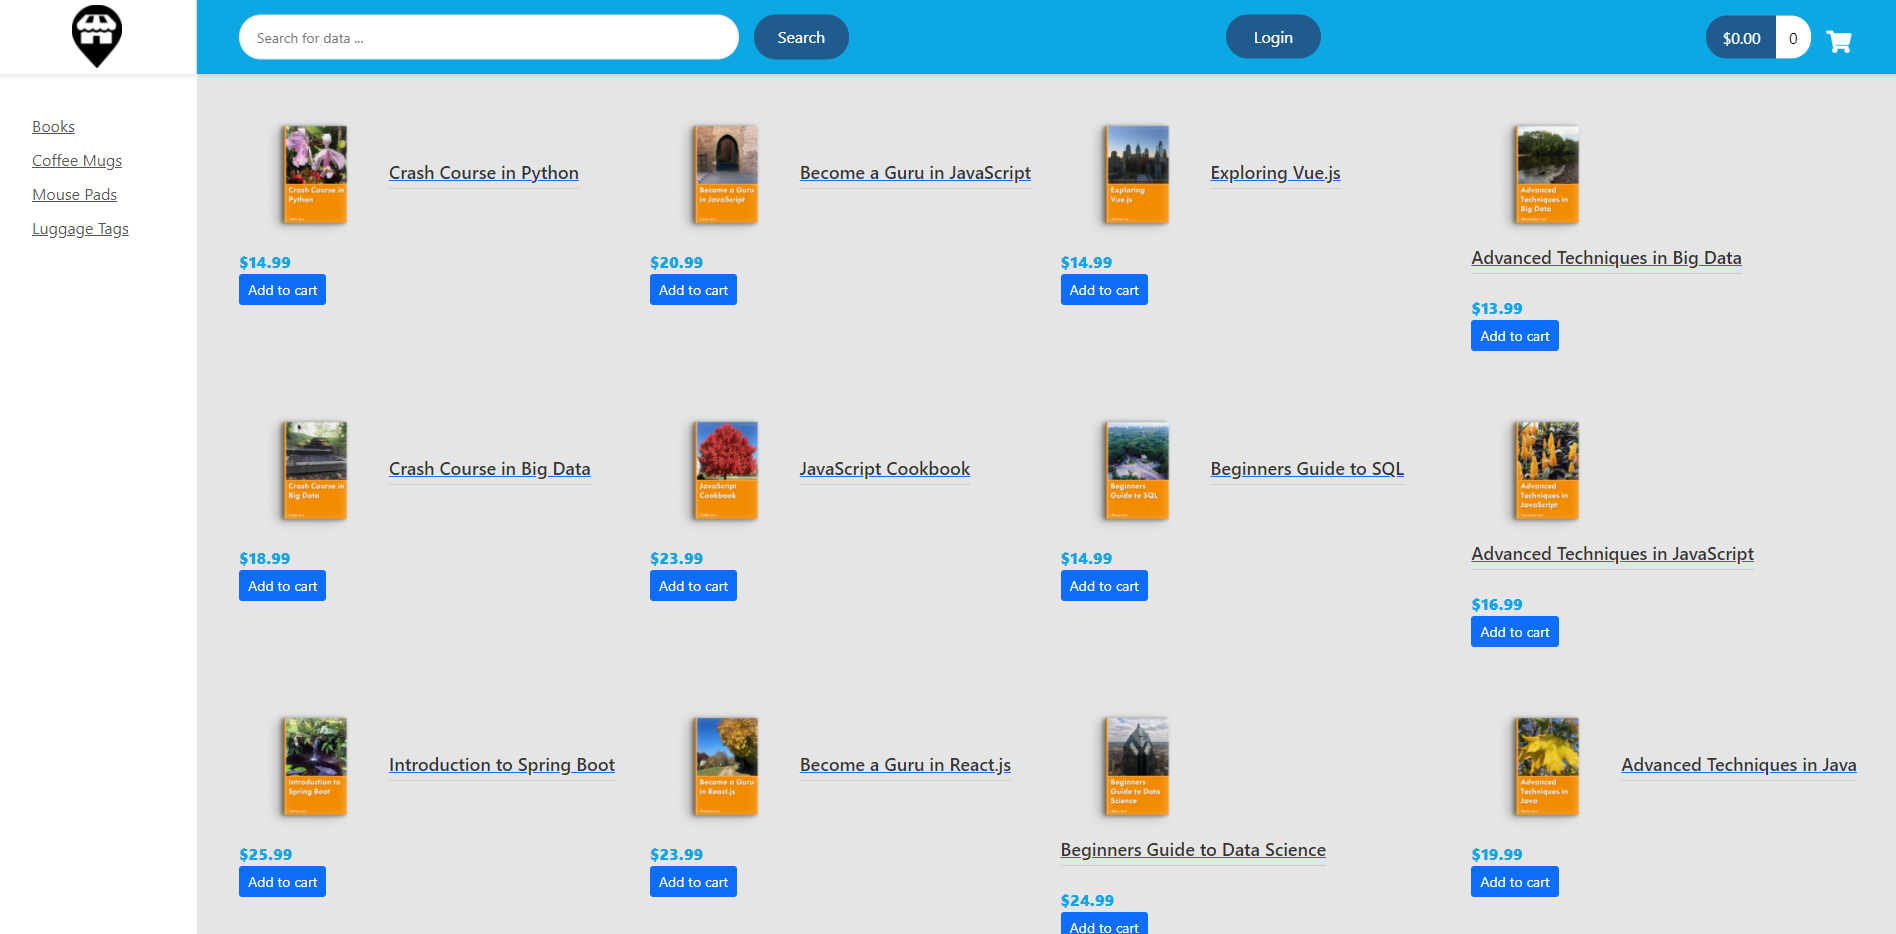 Search for data ...
Search
Login
$0.00
0
Books
Coffee Mugs
Mouse Pads
Luggage Tags
Crash Course in
Python
Crash Course in Python
$14.99
Add to cart
Become a Guru
in JavaScript
Become a Guru in JavaScript
$20.99
Add to cart
Exploring
Vue.js
Exploring Vue.js
$14.99
Add to cart
Advanced
Techniques in
Big Data
Advanced Techniques in Big Data
$13.99
Add to cart
Crash Course in
Big Data
Crash Course in Big Data
$18.99
Add to cart
JavaScript
Cookbook
JavaScript Cookbook
$23.99
Add to cart
Beginners
Guide to SQL
Beginners Guide to SQL
$14.99
Add to cart
Advanced
Techniques in
JavaScript
Advanced Techniques in JavaScript
$16.99
Add to cart
Introduction to
Spring Boot
Introduction to Spring Boot
$25.99
Add to cart
Become a Guru
in React.js
Become a Guru in React.js
$23.99
Add to cart
Beginners
Guide to Data
Science
Beginners Guide to Data Science
$24.99
Add to cart
Advanced
Techniques in
Java
Advanced Techniques in Java
$19.99
Add to cart